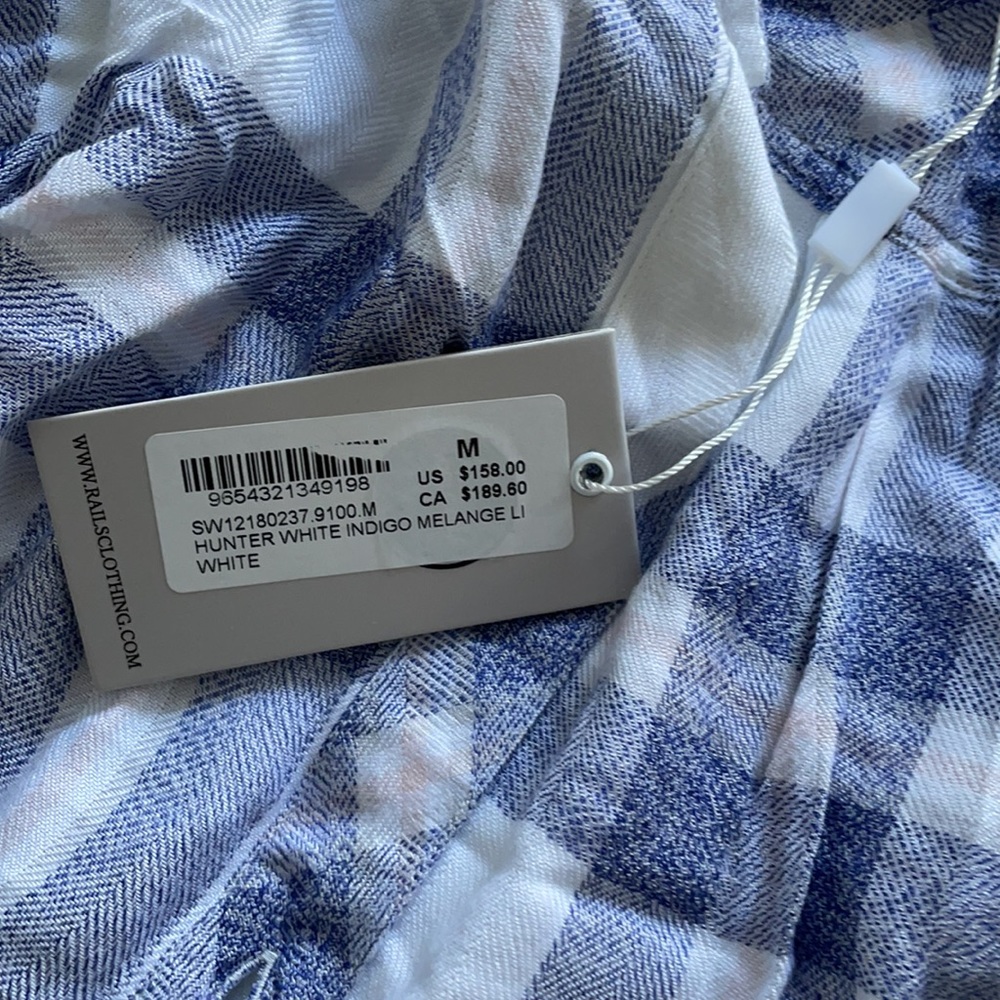 WWW.RAILSCLOTHING.COM
M
US $158.00
CA $189.60
9654321349198
SW12180237.9100.M
HUNTER WHITE INDIGO MELANGE LI
WHITE